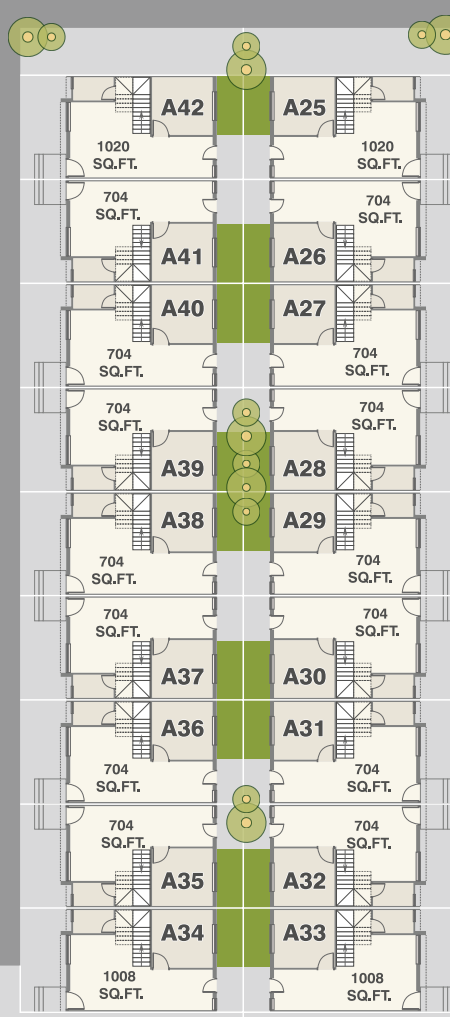 A42 A25
1020 1020
SQ.FT. SQ.FT.
704 704
SQ.FT. SQ.FT.
A41 A26
A40 A27
704 704
SQ.FT. SQ.FT.
704 704
SQ.FT. SQ.FT.
A39 A28
A38 A29
704 704
SQ.FT. SQ.FT.
704 704
SQ.FT. SQ.FT.
A37 A30
A36 A31
704 704
SQ.FT. SQ.FT.
704 704
SQ.FT. SQ.FT.
A35 A32
A34 A33
1008 1008
SQ.FT. SQ.FT.